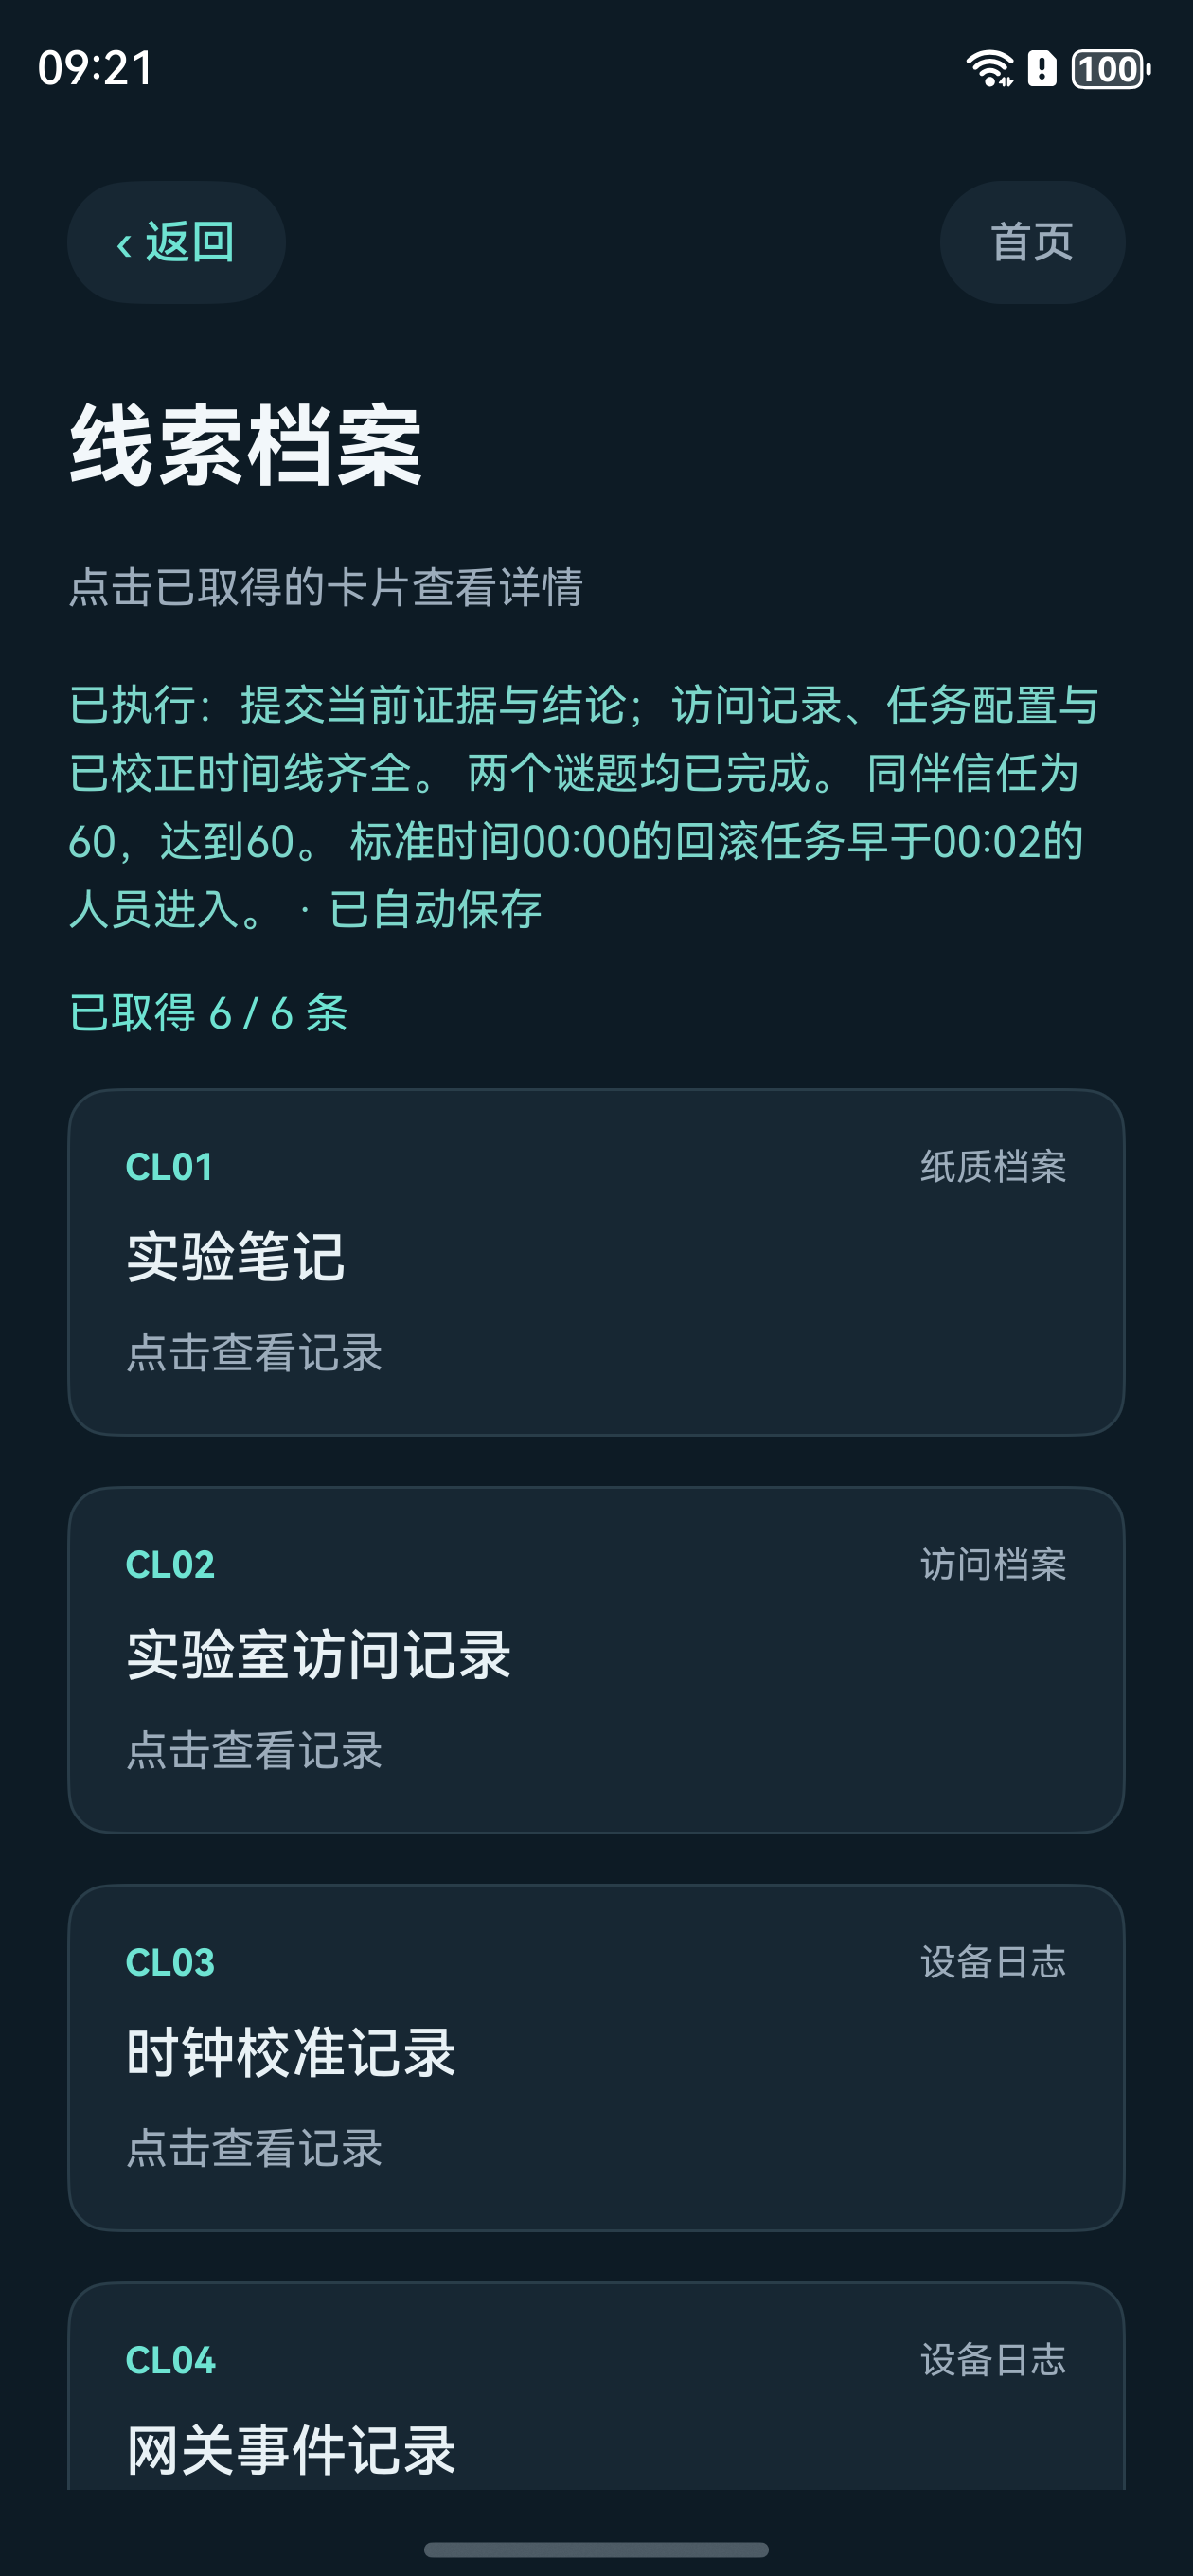 09:21
100
‹ 返回
首页
线索档案
点击已取得的卡片查看详情
已执行：提交当前证据与结论；访问记录、任务配置与
已校正时间线齐全。 两个谜题均已完成。 同伴信任为
60，达到60。 标准时间00:00的回滚任务早于00:02的
人员进入。 · 已自动保存
已取得 6 / 6 条
CL01
纸质档案
实验笔记
点击查看记录
CL02
访问档案
实验室访问记录
点击查看记录
CL03
设备日志
时钟校准记录
点击查看记录
CL04
设备日志
网关事件记录